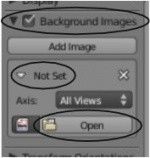 Display
Background Images
Add Image
Not Set
Axis: All Views
Open
Transform Orientations